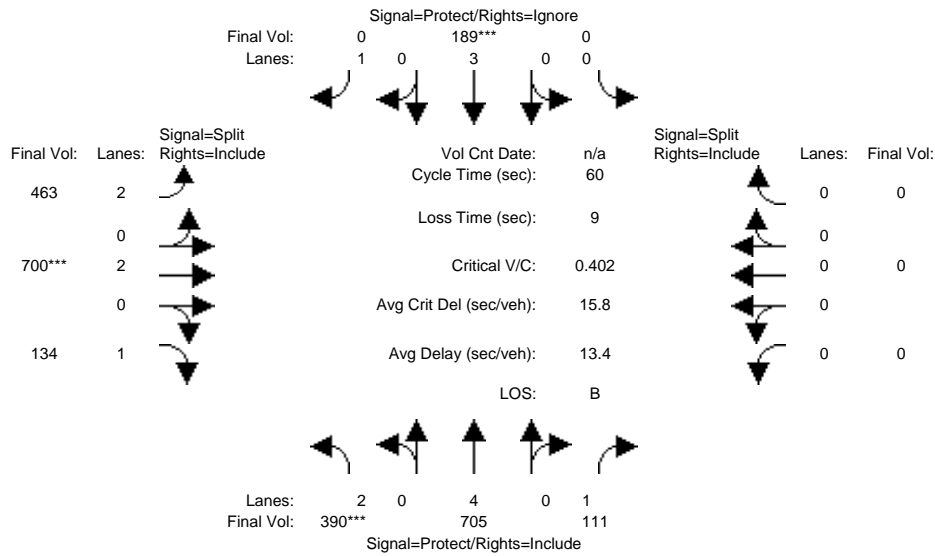 Signal=Protect/Rights=Ignore
Final Vol: 0 189*** 0
Lanes: 1 0 3 0 0
Signal=Split
Final Vol: Lanes: Rights=Include
Vol Cnt Date: n/a
Signal=Split
Rights=Include Lanes: Final Vol:
Cycle Time (sec): 60
463 2
0 0
Loss Time (sec): 9
0
0
700*** 2
Critical V/C: 0.402
0 0
0
Avg Crit Del (sec/veh): 15.8
0
134 1
Avg Delay (sec/veh): 13.4
0 0
LOS: B
Lanes: 2 0 4 0 1
Final Vol: 390*** 705 111
Signal=Protect/Rights=Include